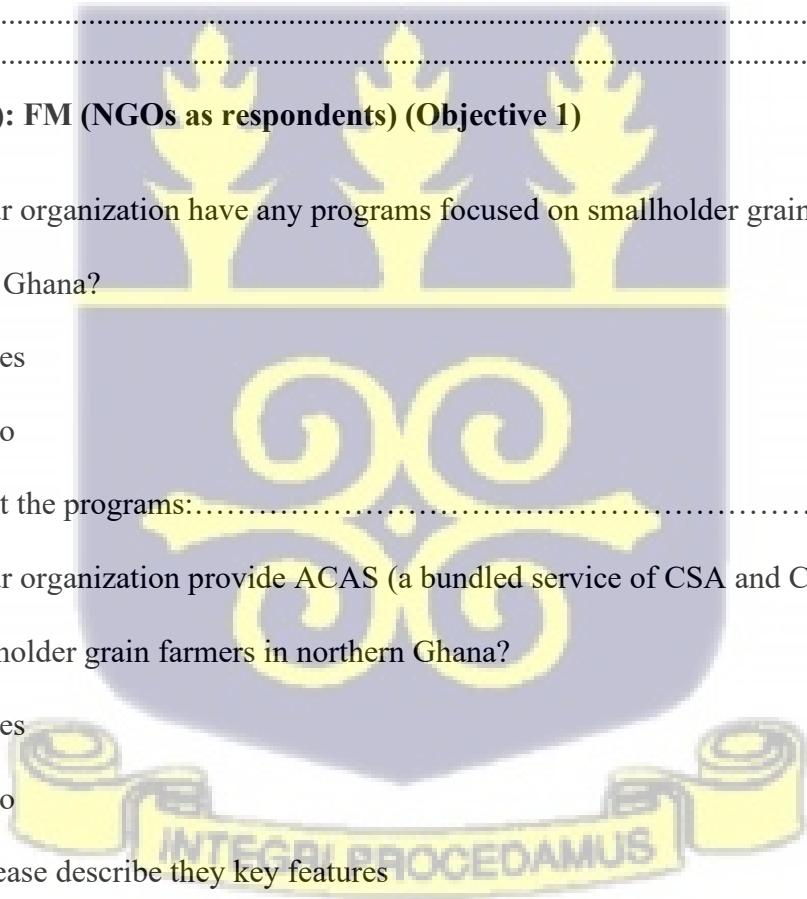 ....................................................................................................
....................................................................................................
): FM (NGOs as respondents) (Objective 1)
r organization have any programs focused on smallholder grain
Ghana?
es
o
t the programs:……………………………………………………
r organization provide ACAS (a bundled service of CSA and C
holder grain farmers in northern Ghana?
es
o
INTEGRI PROCEDAMUS
ease describe they key features